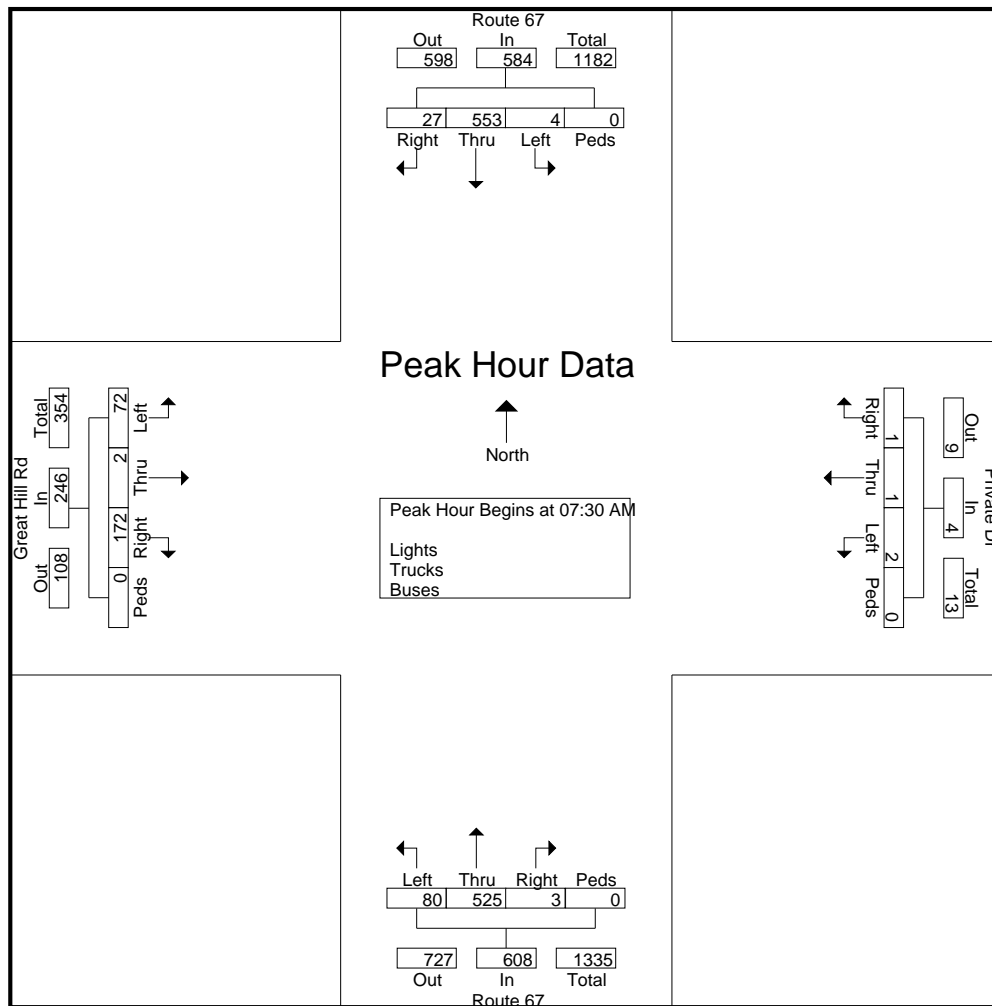 Route 67
Out In Total
598 584 1182
27 553 4 0
Right Thru Left Peds
Peak Hour Data
North
Peak Hour Begins at 07:30 AM
Lights
Trucks
Buses
Great Hill Rd
Total In Out
354 246 108
72 2 172 0
Left Thru Right Peds
Right Thru Left Peds
1 1 2 0
Out In Total
9 4 13
Private Dr
Left Thru Right Peds
80 525 3 0
727 608 1335
Out In Total
Route 67